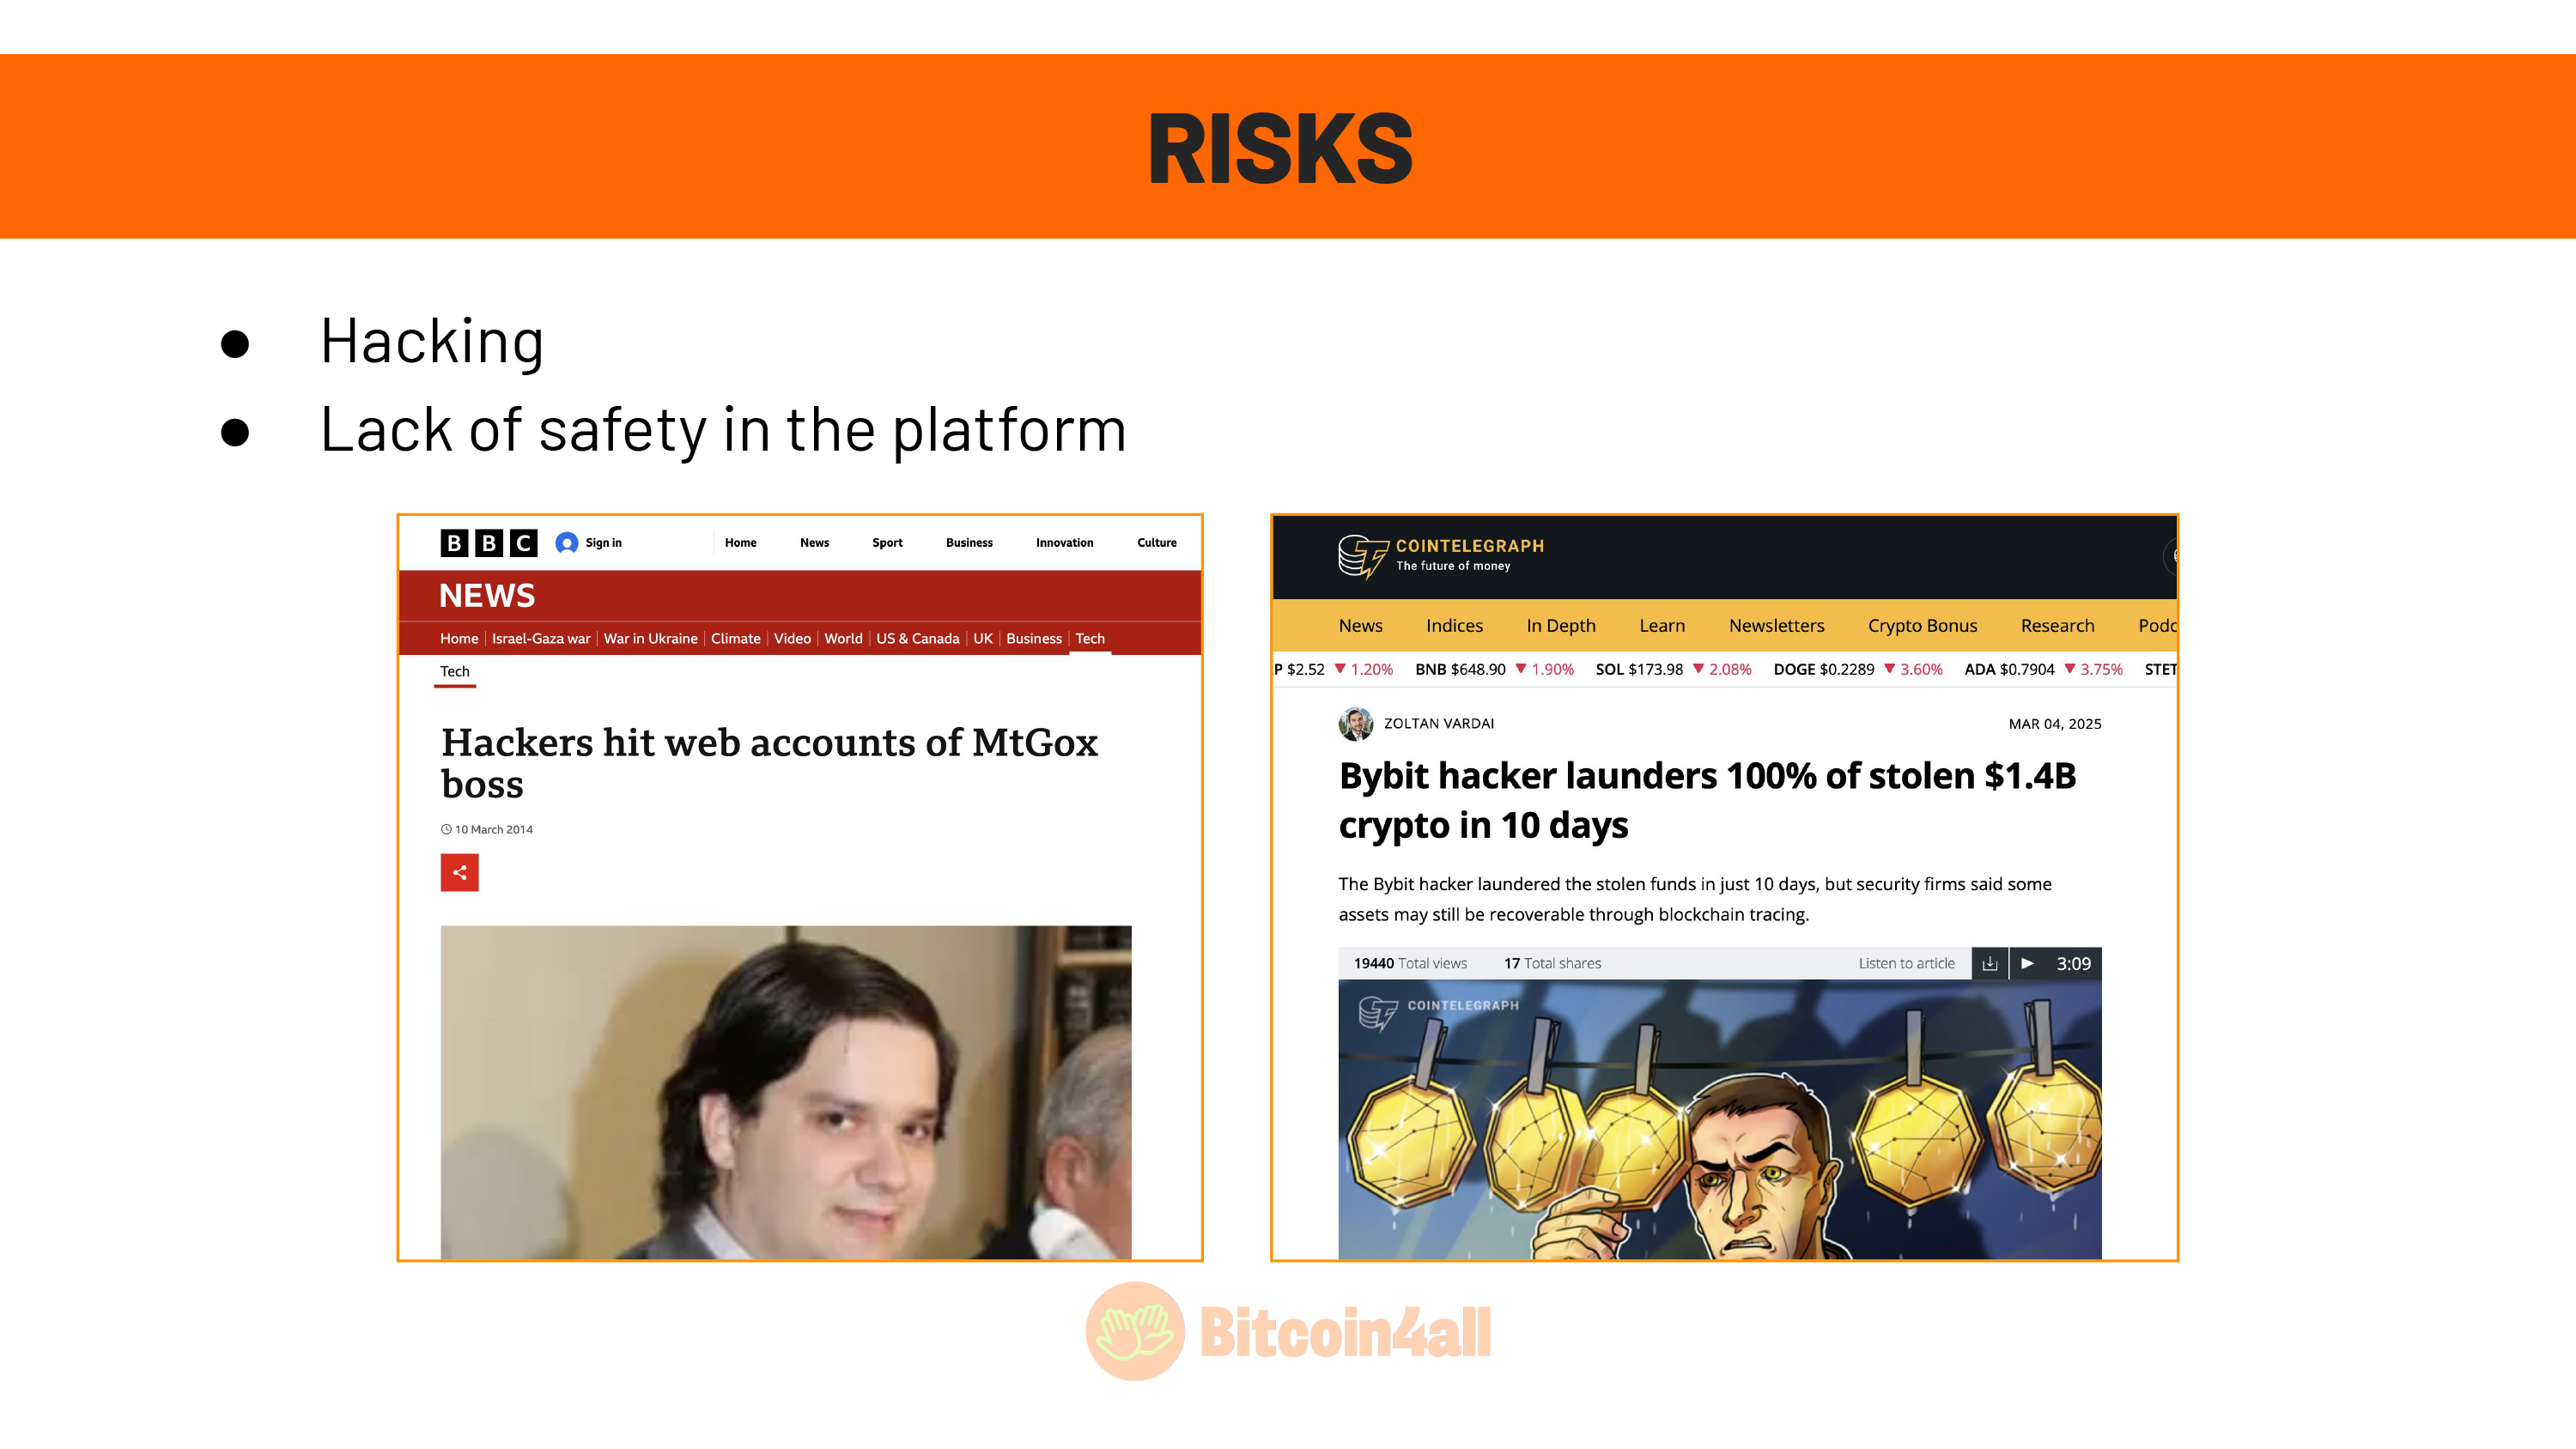 RISKS
● Hacking
● Lack of safety in the platform
BBC Sign in Home News Sport Business Innovation Culture
NEWS
Home Israel-Gaza war War in Ukraine Climate Video World US & Canada UK Business Tech
Tech
Hackers hit web accounts of MtGox
boss
10 March 2014
COINTELEGRAPH
The future of money
News Indices In Depth Learn Newsletters Crypto Bonus Research Podc
P $2.52 ▼ 1.20% BNB $648.90 ▼ 1.90% SOL $173.98 ▼ 2.08% DOGE $0.2289 ▼ 3.60% ADA $0.7904 ▼ 3.75% STET
ZOLTAN VARDAI MAR 04, 2025
Bybit hacker launders 100% of stolen $1.4B
crypto in 10 days
The Bybit hacker laundered the stolen funds in just 10 days, but security firms said some
assets may still be recoverable through blockchain tracing.
19440 Total views 17 Total shares Listen to article 3:09
COINTELEGRAPH
Bitcoin4all